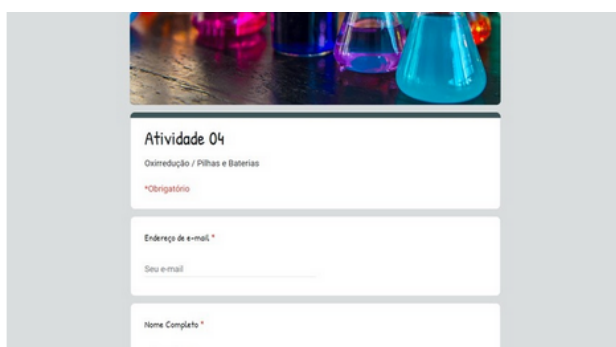 Atividade 04
Oxirredução / Pilhas e Baterias
*Obrigatório
Endereço de e-mail *
Seu e-mail
Nome Completo *